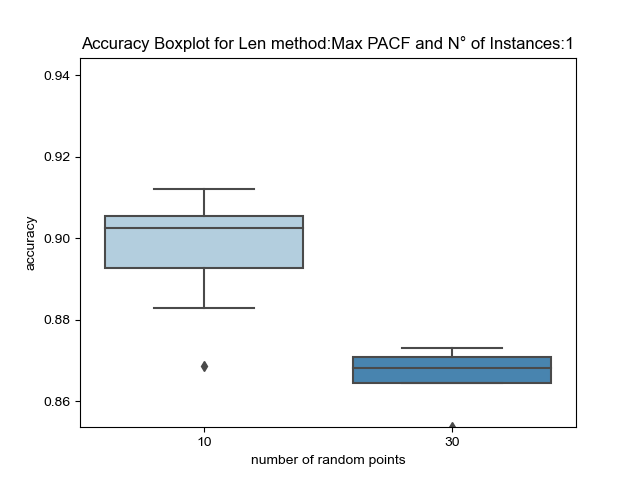 Accuracy Boxplot for Len method:Max PACF and N° of Instances:1
0.94
0.92
0.90
0.88
0.86
accuracy
10
30
number of random points